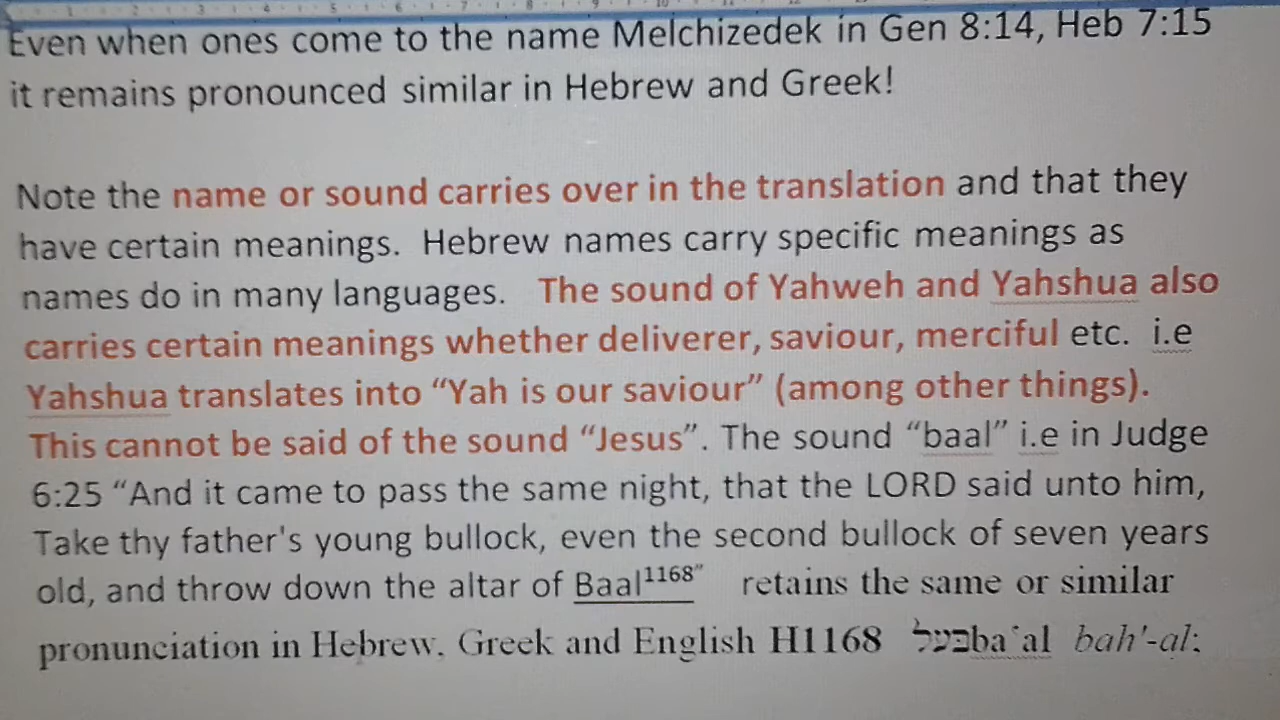 Even when ones come to the name Melchizedek in Gen 8:14, Heb 7:15
it remains pronounced similar in Hebrew and Greek!
Note the name or sound carries over in the translation and that they
have certain meanings. Hebrew names carry specific meanings as
names do in many languages. The sound of Yahweh and Yahshua also
carries certain meanings whether deliverer, saviour, merciful etc. i.e
Yahshua translates into “Yah is our saviour” (among other things).
This cannot be said of the sound “Jesus”. The sound “baal” i.e in Judge
6:25 “And it came to pass the same night, that the LORD said unto him,
Take thy father's young bullock, even the second bullock of seven years
old, and throw down the altar of Baal1168” retains the same or similar
pronunciation in Hebrew, Greek and English H1168 בּעל ba‛al bah'-al;